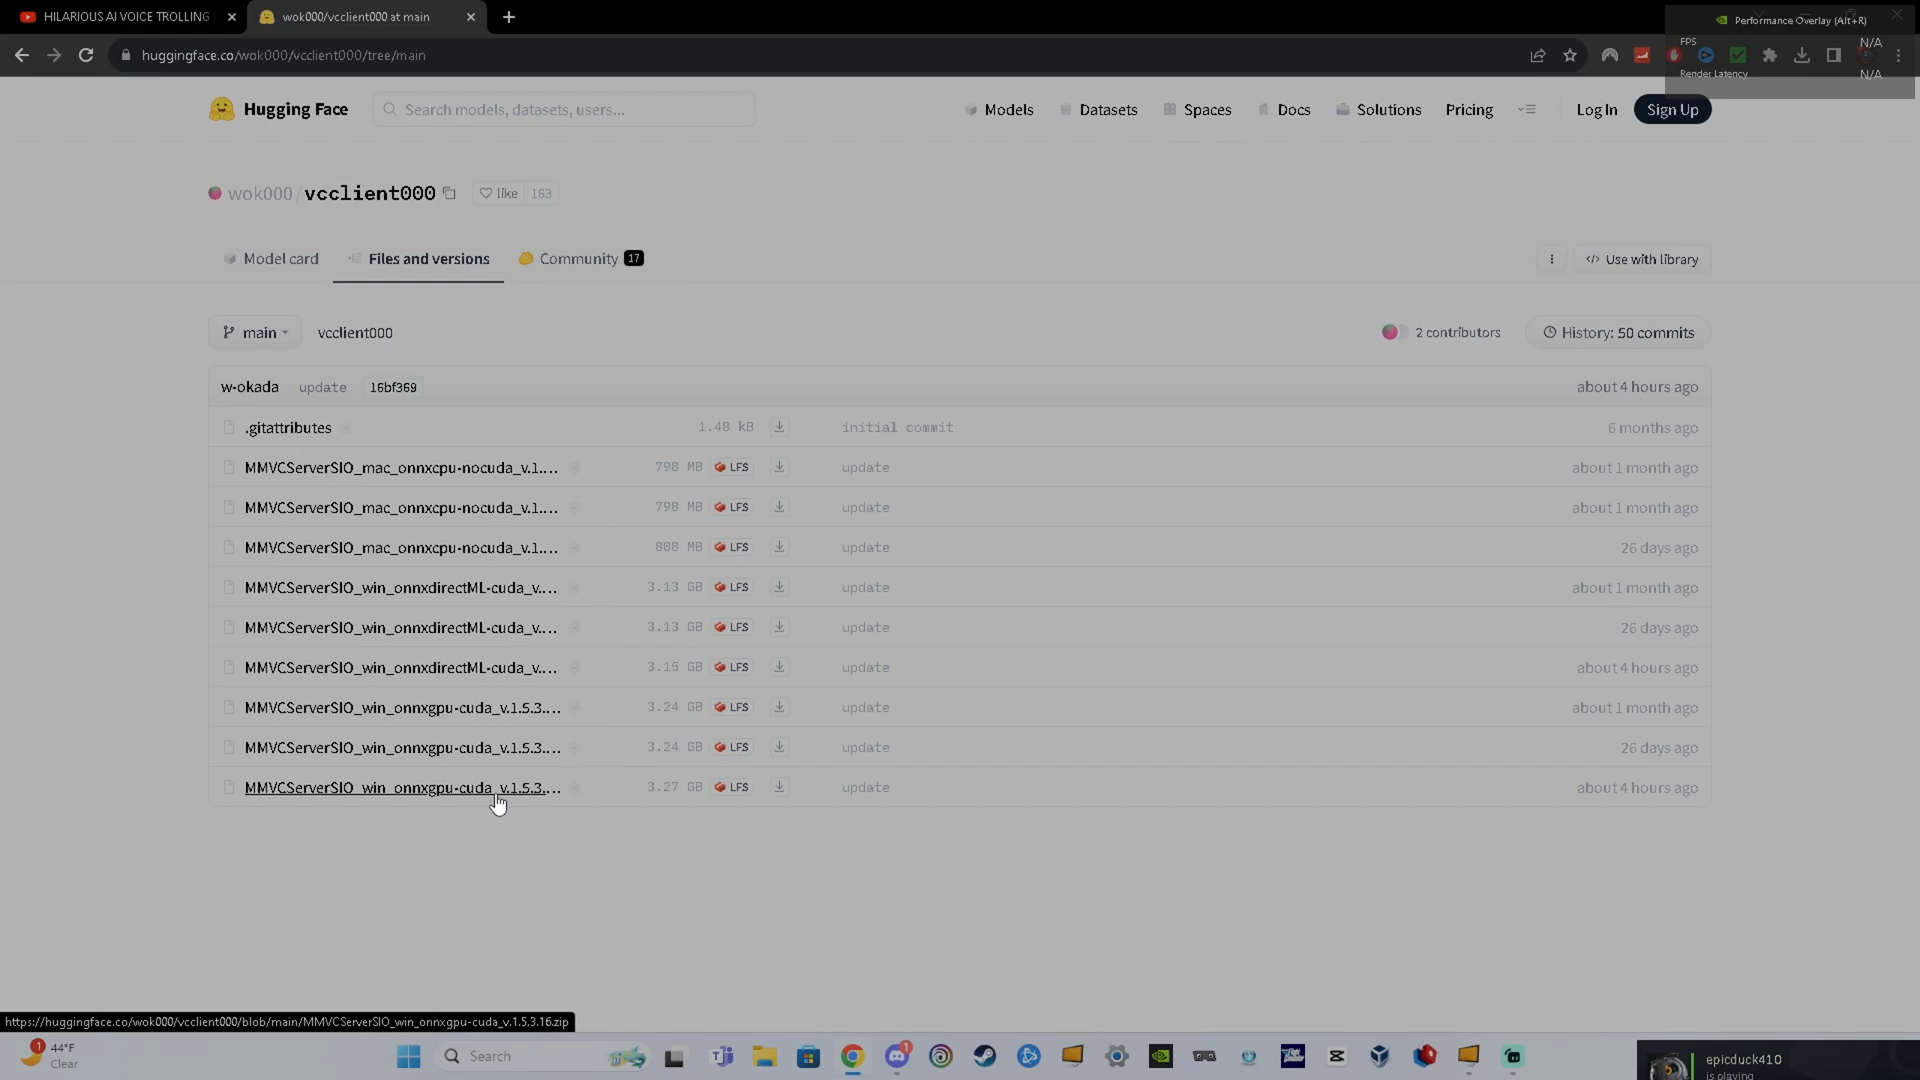 HILARIOUS AI VOICE TROLLING
wok000/vcclient000 at main
Performance Overlay (Alt+R)
FPS
N/A
Render Latency
N/A
huggingface.co/wok000/vcclient000/tree/main
Hugging Face
Search models, datasets, users...
Models
Datasets
Spaces
Docs
Solutions
Pricing
Log In
Sign Up
wok000/vcclient000
like
163
Model card
Files and versions
Community
17
Use with library
main
vcclient000
2 contributors
History: 50 commits
w-okada update 16bf369 about 4 hours ago
.gitattributes 1.48 kB initial commit 6 months ago
MMVCServerSIO_mac_onnxcpu-nocuda_v.1.... 798 MB LFS update about 1 month ago
MMVCServerSIO_mac_onnxcpu-nocuda_v.1.... 798 MB LFS update about 1 month ago
MMVCServerSIO_mac_onnxcpu-nocuda_v.1.... 808 MB LFS update 26 days ago
MMVCServerSIO_win_onnxdirectML-cuda_v.... 3.13 GB LFS update about 1 month ago
MMVCServerSIO_win_onnxdirectML-cuda_v.... 3.13 GB LFS update 26 days ago
MMVCServerSIO_win_onnxdirectML-cuda_v.... 3.15 GB LFS update about 4 hours ago
MMVCServerSIO_win_onnxgpu-cuda_v.1.5.3.... 3.24 GB LFS update about 1 month ago
MMVCServerSIO_win_onnxgpu-cuda_v.1.5.3.... 3.24 GB LFS update 26 days ago
MMVCServerSIO_win_onnxgpu-cuda_v.1.5.3.... 3.27 GB LFS update about 4 hours ago
https://huggingface.co/wok000/vcclient000/blob/main/MMVCServerSIO_win_onnxgpu-cuda_v.1.5.3.16.zip
1
44°F
Clear
Search
1
epicduck410
is playing